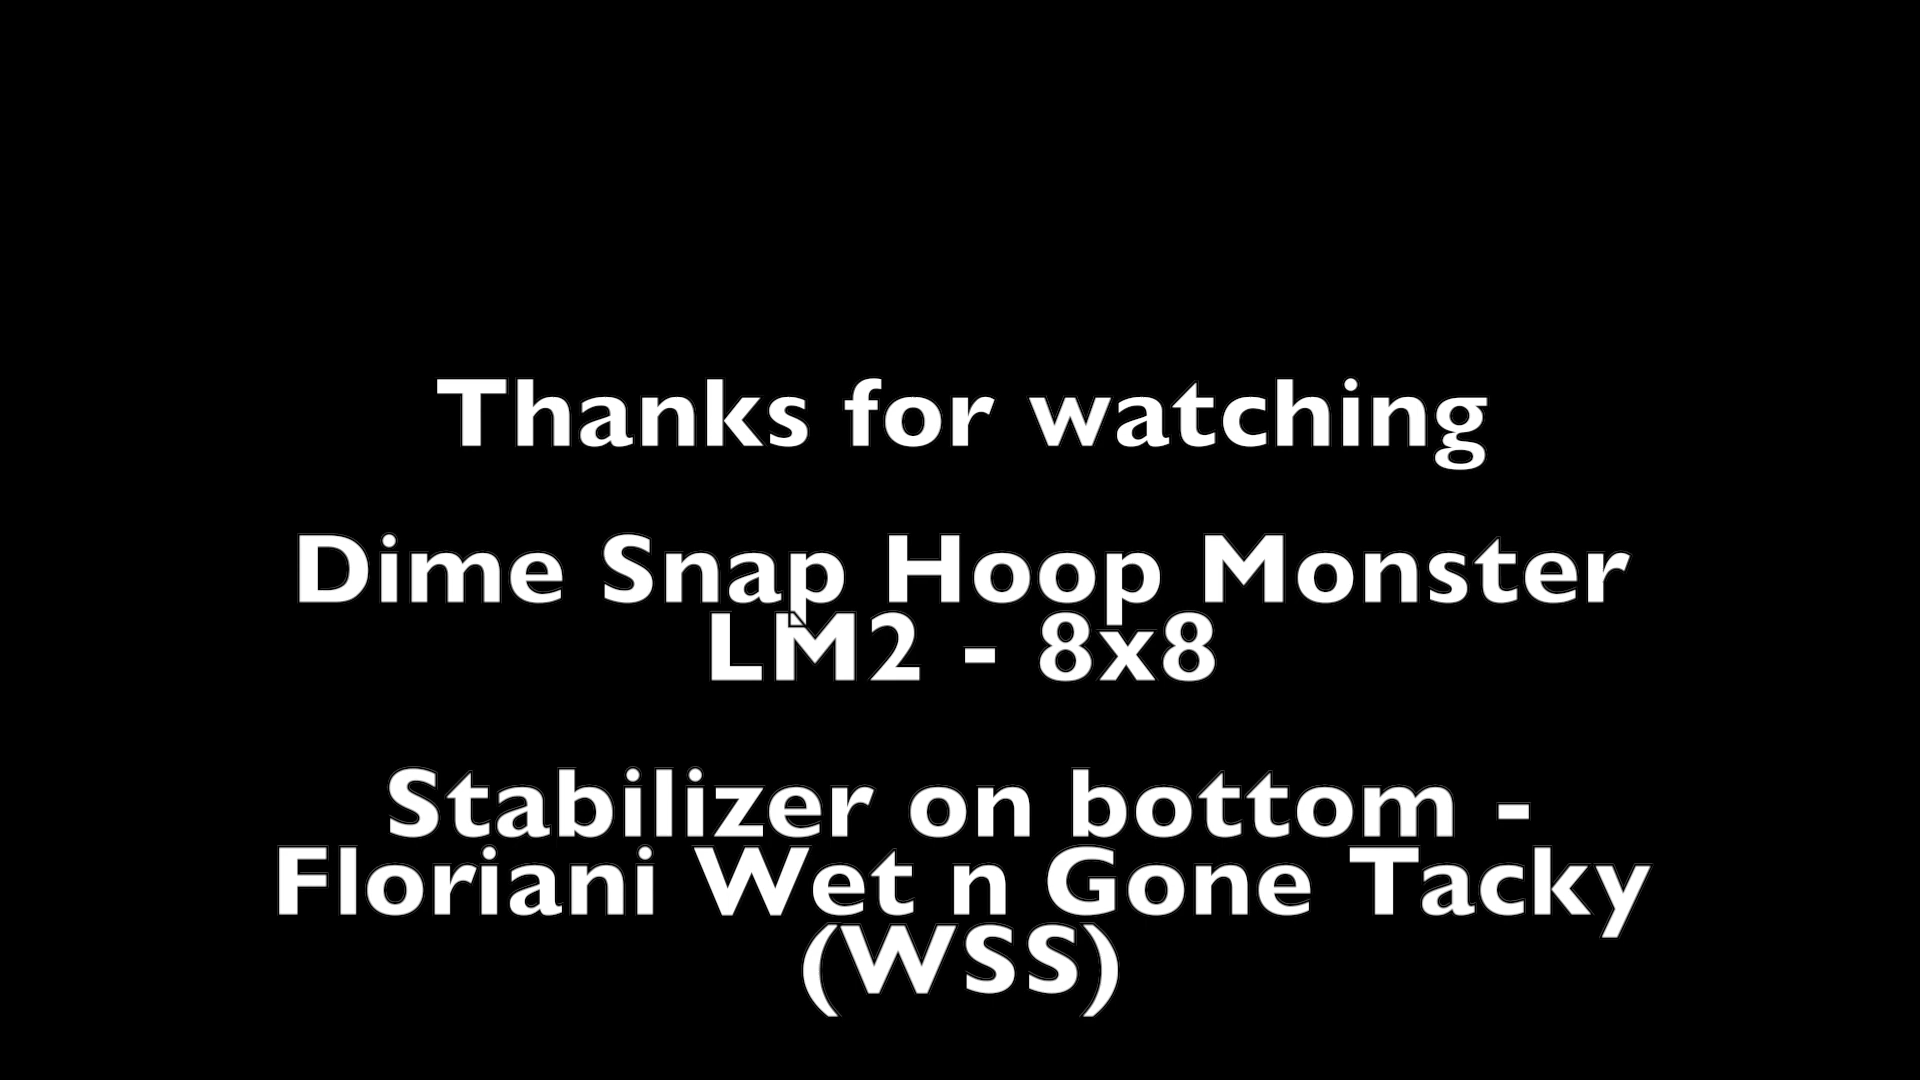 Thanks for watching
Dime Snap Hoop Monster
LM2 - 8x8
Stabilizer on bottom -
Floriani Wet n Gone Tacky
(WSS)